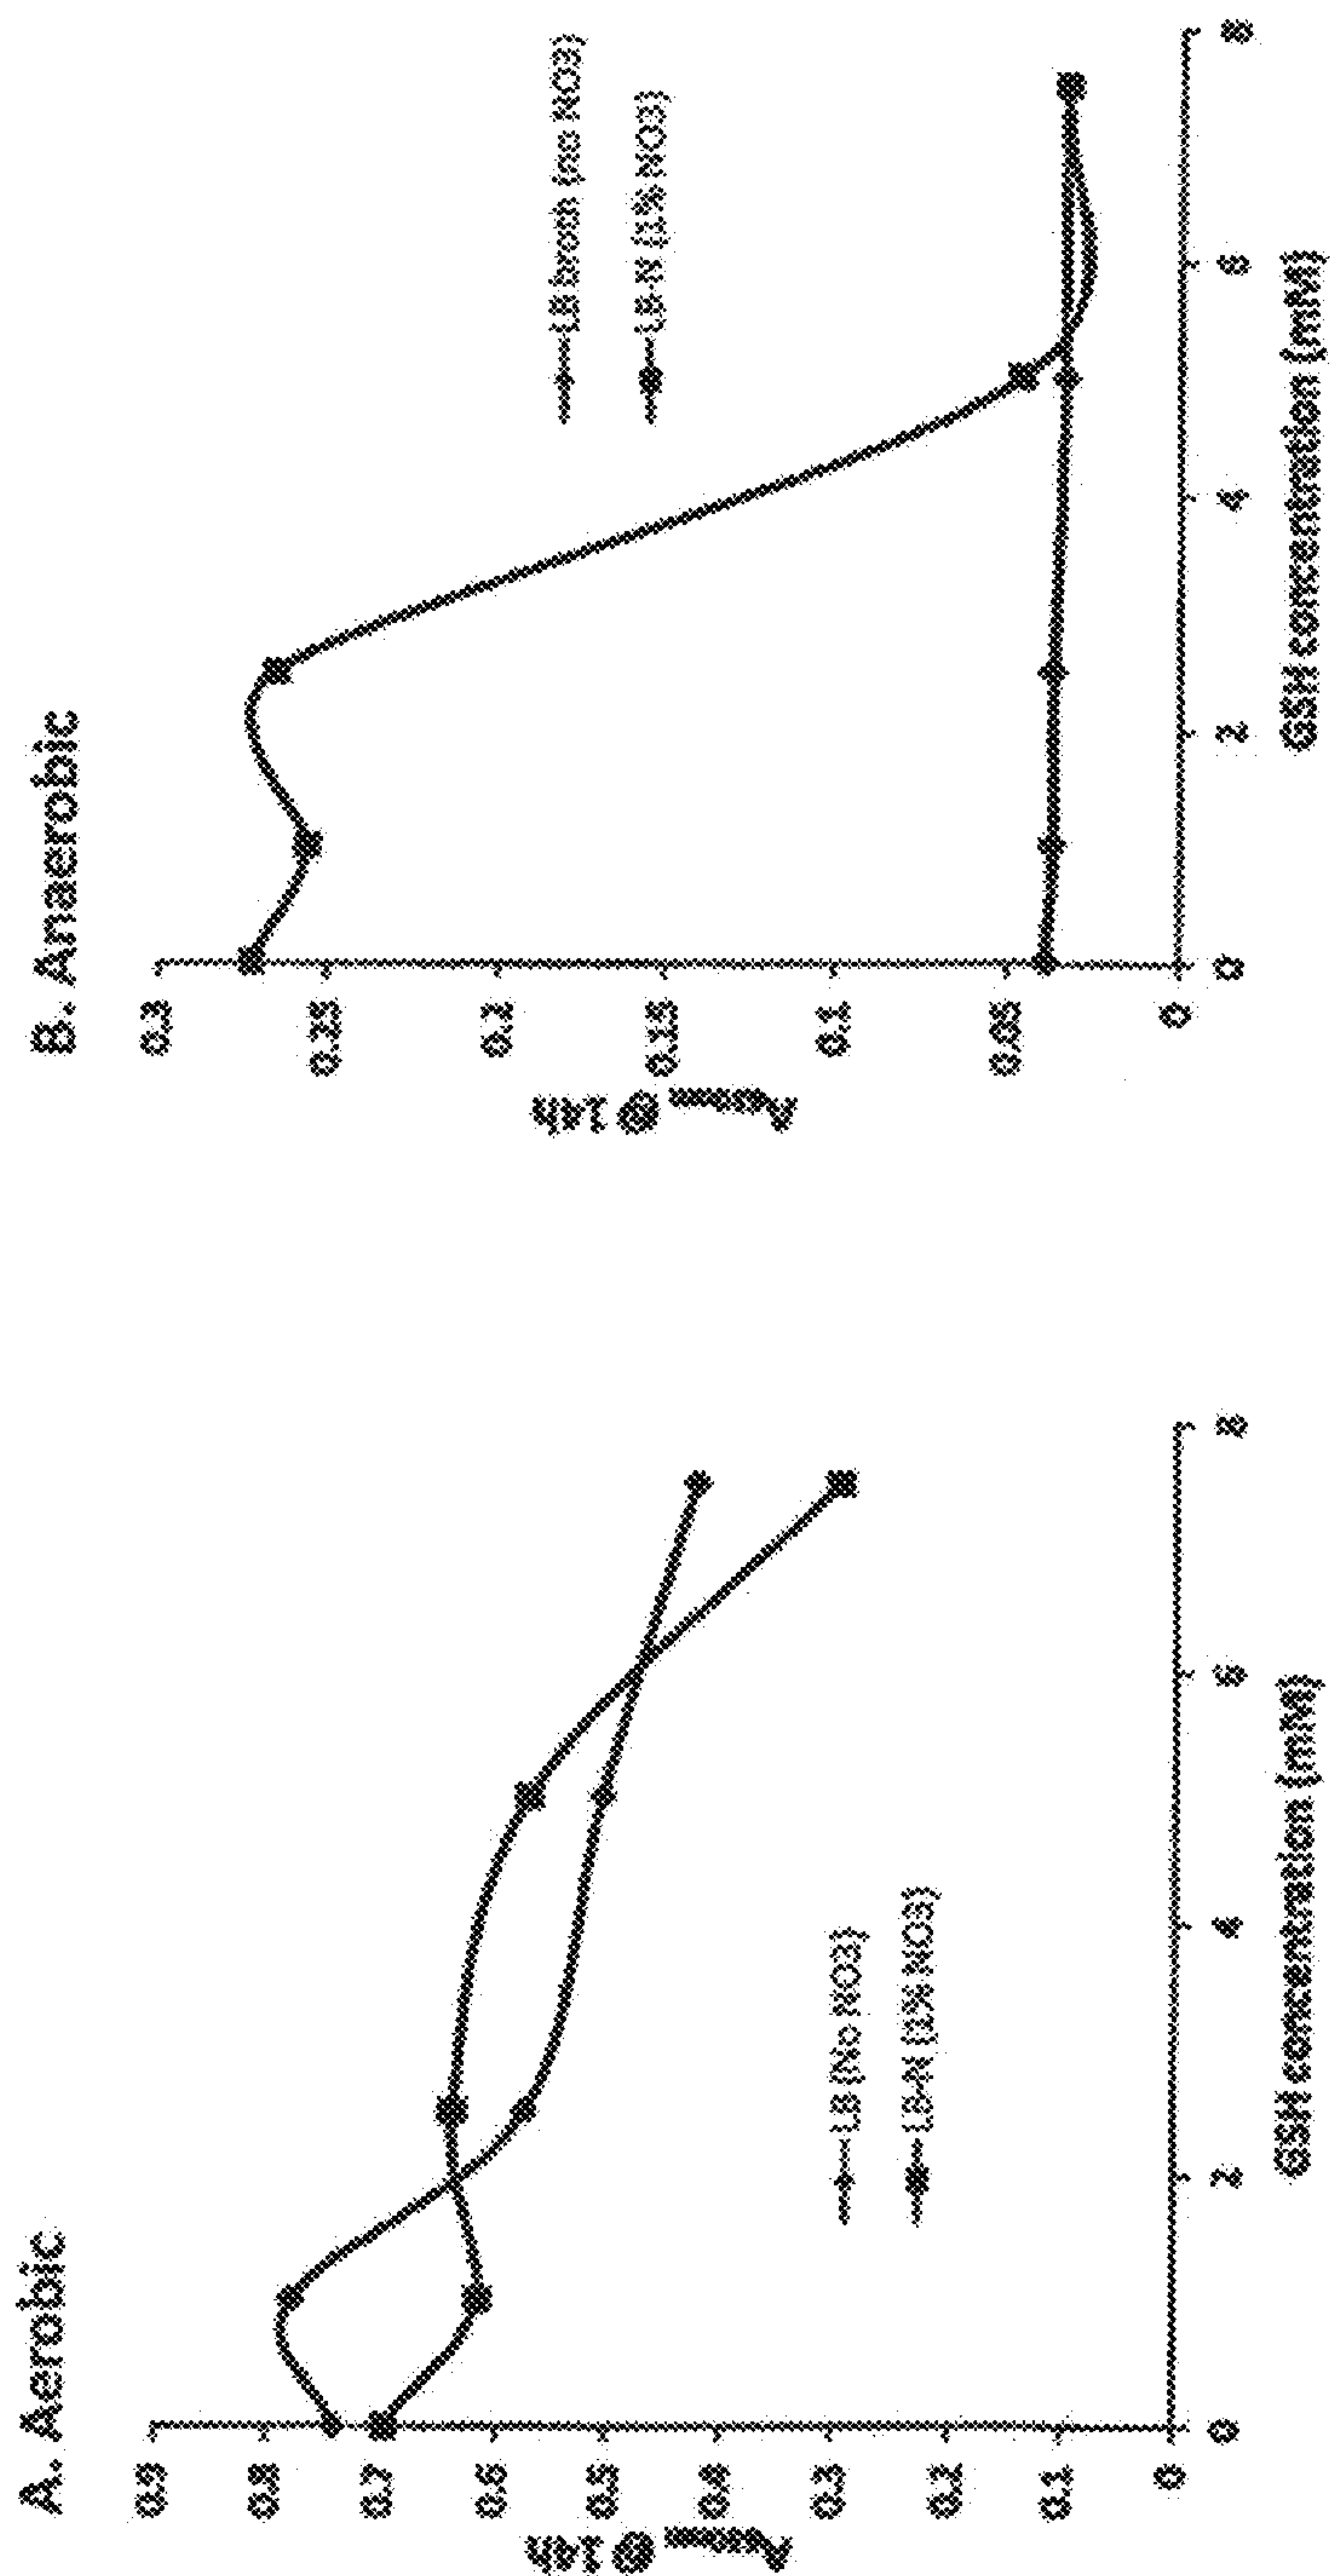 A. Aerobic
0.9
0.8
0.7
0.6
0.5
0.4
0.3
0.2
0.1
0
@ 14h
0 2 4 6 8
GSH concentration (mM)
LB (No NO3)
LB-N (1% NO3)
B. Anaerobic
0.3
0.25
0.2
0.15
0.1
0.05
0
@ 14h
0 2 4 6 8
GSH concentration (mM)
LB broth (no NO3)
LB-N (1% NO3)